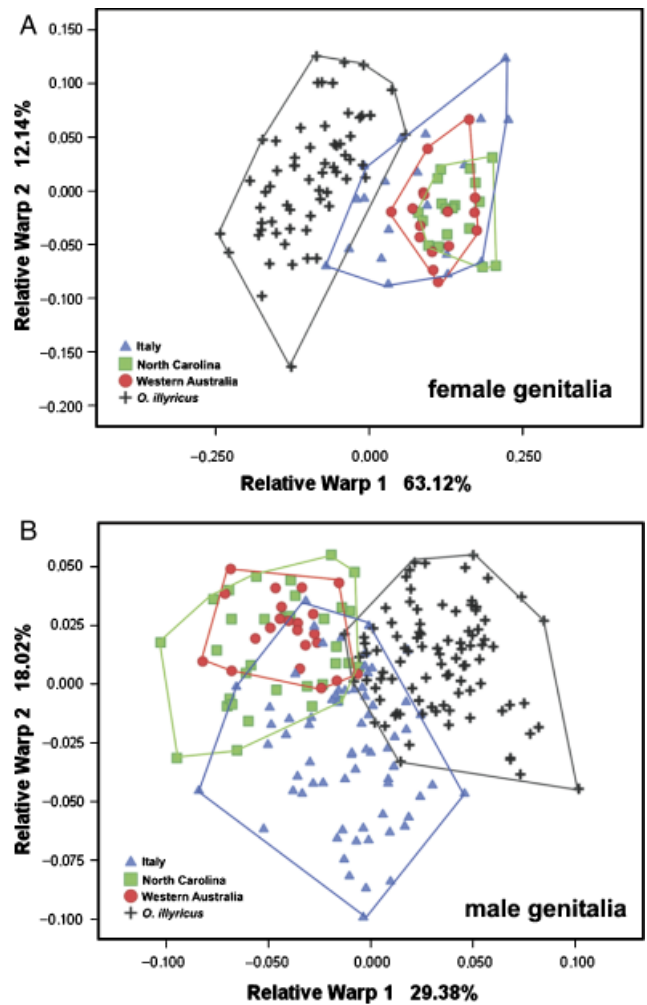 A
0.150
0.100
0.050
0.000
−0.050
−0.100
−0.150
−0.200
Relative Warp 2 12.14%
Italy
North Carolina
Western Australia
O. illyricus
female genitalia
−0.250 0.000 0.250
Relative Warp 1 63.12%
B
0.050
0.025
0.000
−0.025
−0.050
−0.075
−0.100
Relative Warp 2 18.02%
Italy
North Carolina
Western Australia
O. illyricus
male genitalia
−0.100 −0.050 0.000 0.050 0.100
Relative Warp 1 29.38%